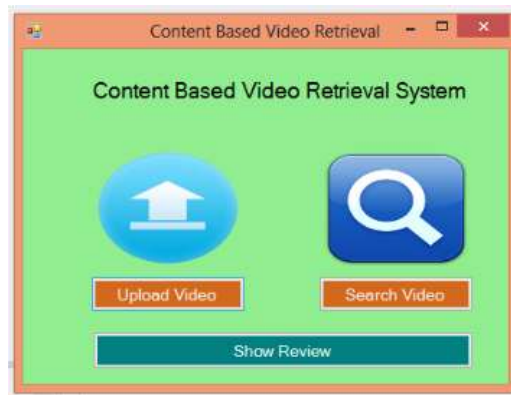 Content Based Video Retrieval
Content Based Video Retrieval System
Upload Video
Search Video
Show Review